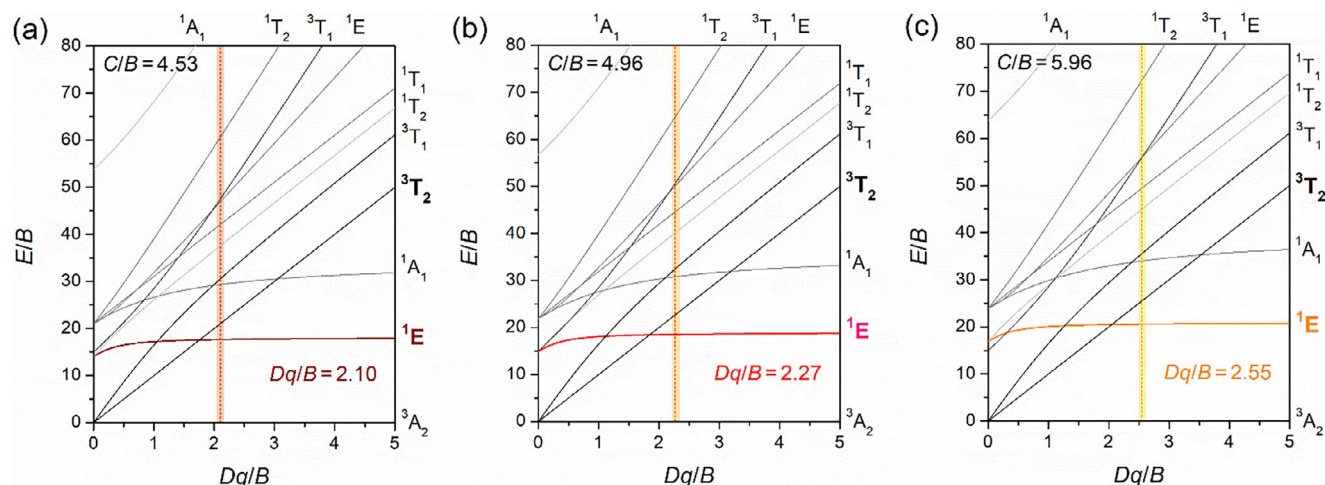 (a)
¹A₁ ¹T₂ ³T₁ ¹E
C/B = 4.53
80
70
60
50
40
30
20
10
0
E/B
¹T₁
¹T₂
³T₁
³T₂
¹A₁
¹E
³A₂
Dq/B = 2.10
0 1 2 3 4 5
Dq/B
(b)
¹A₁ ¹T₂ ³T₁ ¹E
C/B = 4.96
80
70
60
50
40
30
20
10
0
E/B
¹T₁
¹T₂
³T₁
³T₂
¹A₁
¹E
³A₂
Dq/B = 2.27
0 1 2 3 4 5
Dq/B
(c)
¹A₁ ¹T₂ ³T₁ ¹E
C/B = 5.96
80
70
60
50
40
30
20
10
0
E/B
¹T₁
¹T₂
³T₁
³T₂
¹A₁
¹E
³A₂
Dq/B = 2.55
0 1 2 3 4 5
Dq/B